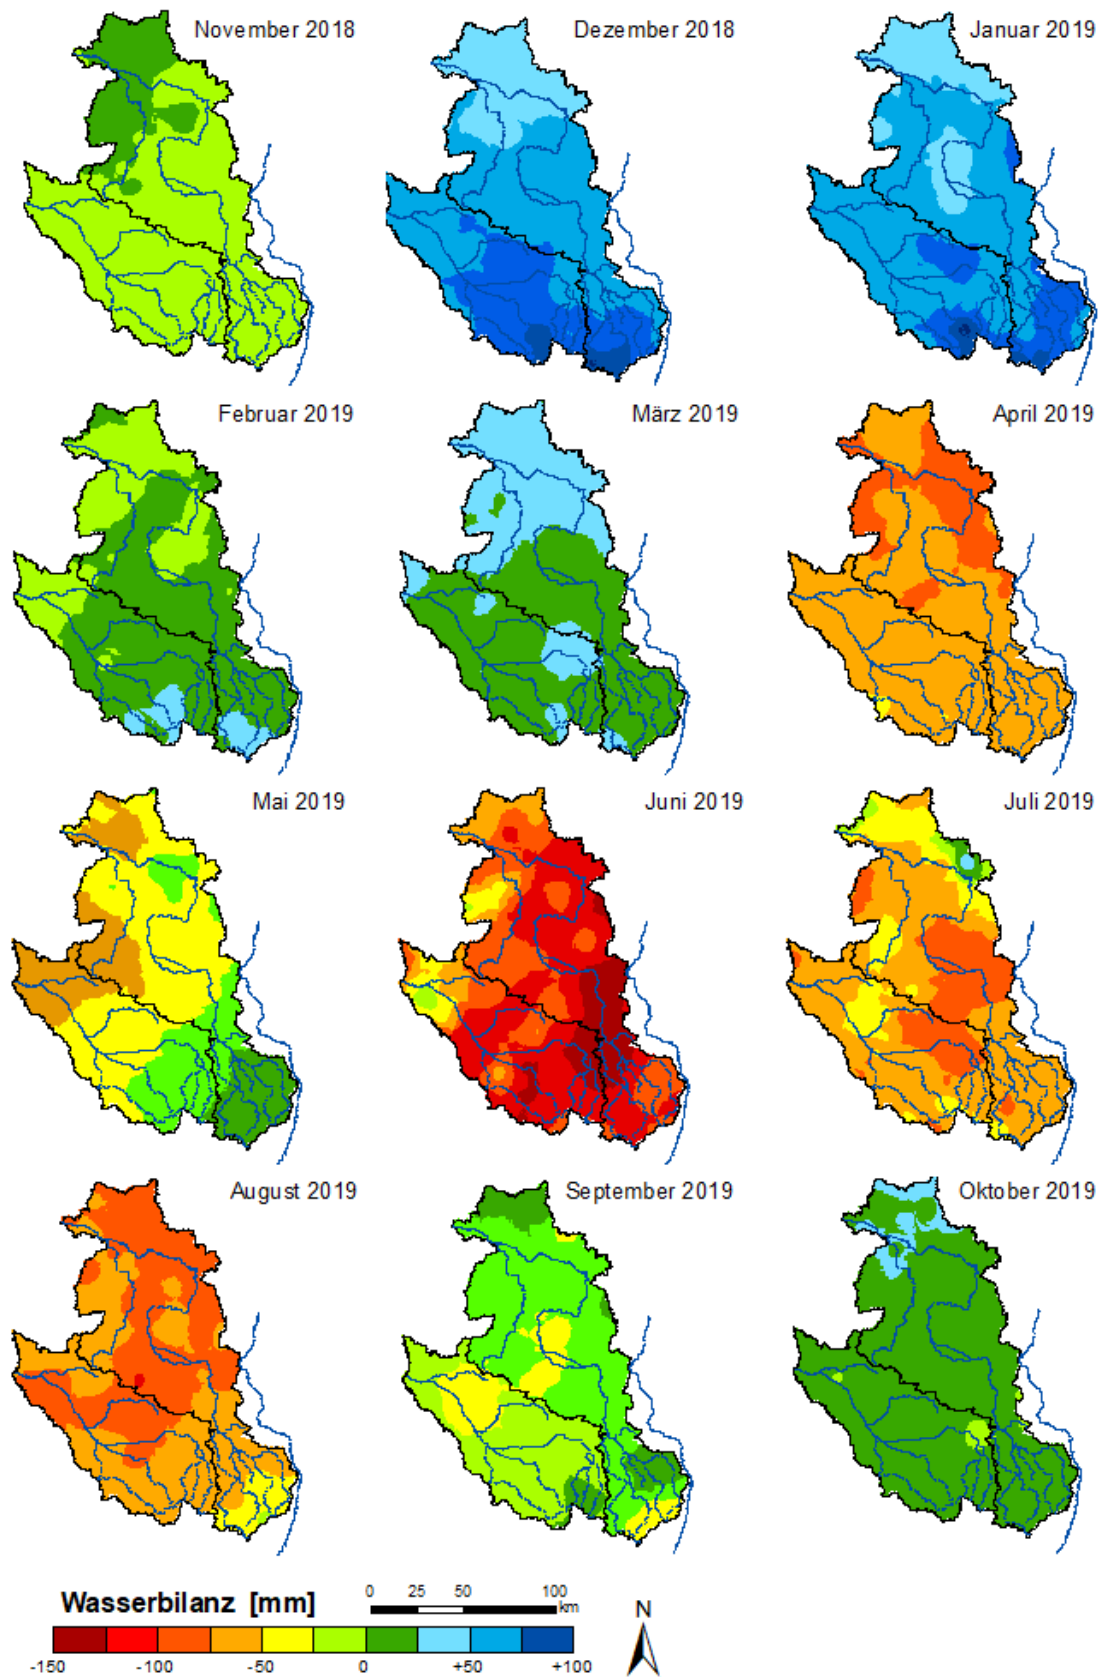 November 2018
Dezember 2018
Januar 2019
Februar 2019
März 2019
April 2019
Mai 2019
Juni 2019
Juli 2019
August 2019
September 2019
Oktober 2019
Wasserbilanz [mm]
0 25 50 100
km
N
-150 -100 -50 0 +50 +100